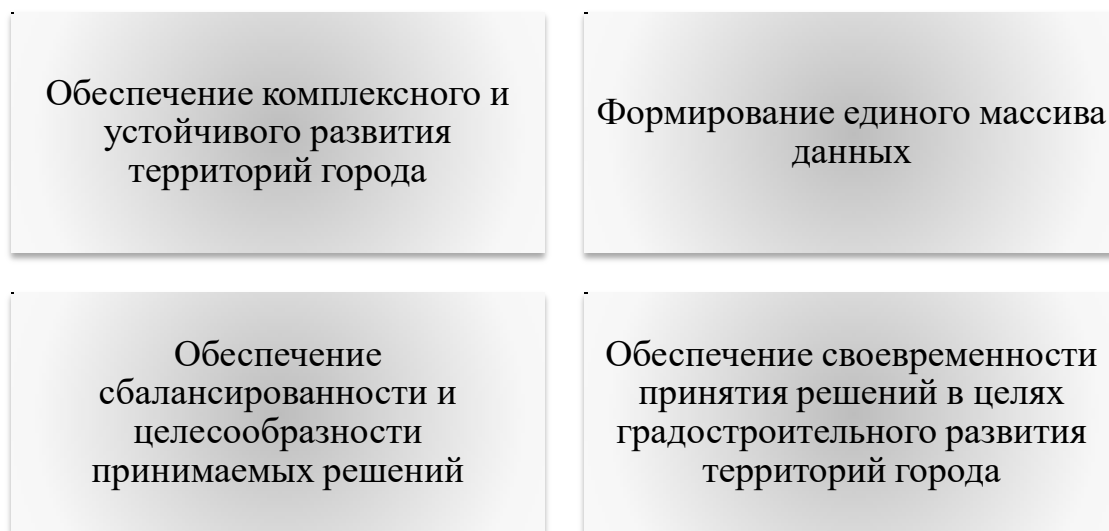 Обеспечение комплексного и
устойчивого развития
территорий города
Формирование единого массива
данных
Обеспечение
сбалансированности и
целесообразности
принимаемых решений
Обеспечение своевременности
принятия решений в целях
градостроительного развития
территорий города